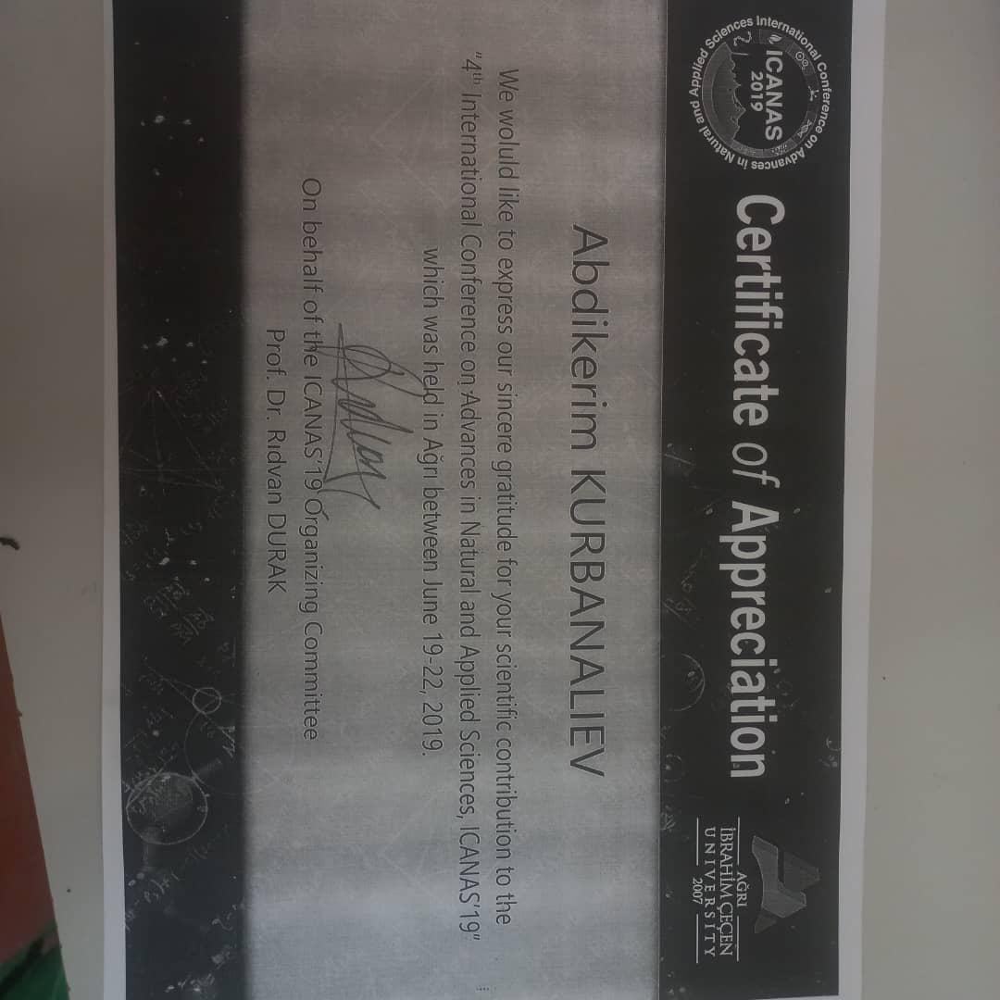 International Conference on Advances in Natural and Applied Sciences
ICANAS
2019
Certificate of Appreciation
AĞRI
İBRAHİM ÇEÇEN
UNIVERSITY
2007
Abdikerim KURBANALIEV
We woluld like to express our sincere gratitude for your scientific contribution to the
"4th International Conference on Advances in Natural and Applied Sciences, ICANAS'19"
which was held in Ağrı between June 19-22, 2019.
On behalf of the ICANAS'19 Organizing Committee
Prof. Dr. Rıdvan DURAK